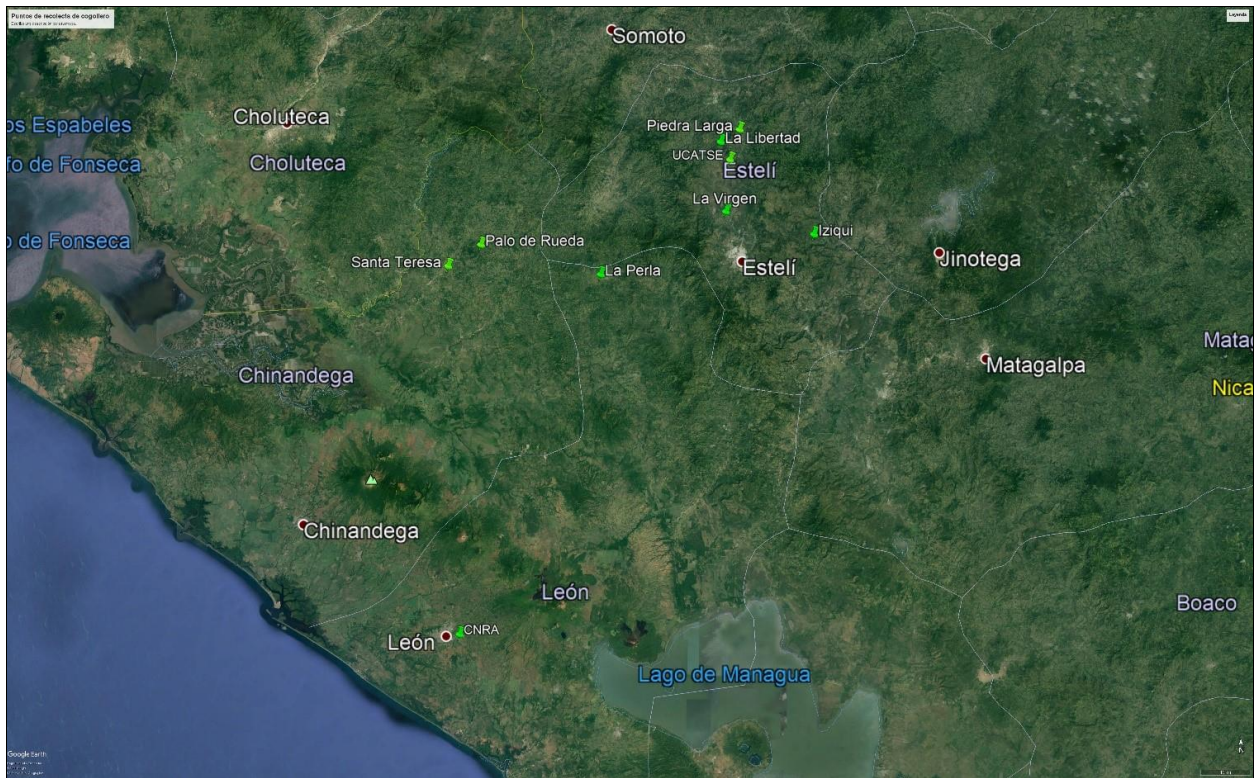 Puntos de recolecta de cogollero
Leyenda
Somoto
Choluteca
os Espabeles
Piedra Larga
La Libertad
UCATSE
fo de Fonseca
Choluteca
Estelí
La Virgen
o de Fonseca
Palo de Rueda
Iziqui
Santa Teresa
La Perla
Estelí
Jinotega
Matag
Chinandega
Matagalpa
Nica
Chinandega
León
Boaco
León
CNRA
Lago de Managua
Google Earth
N